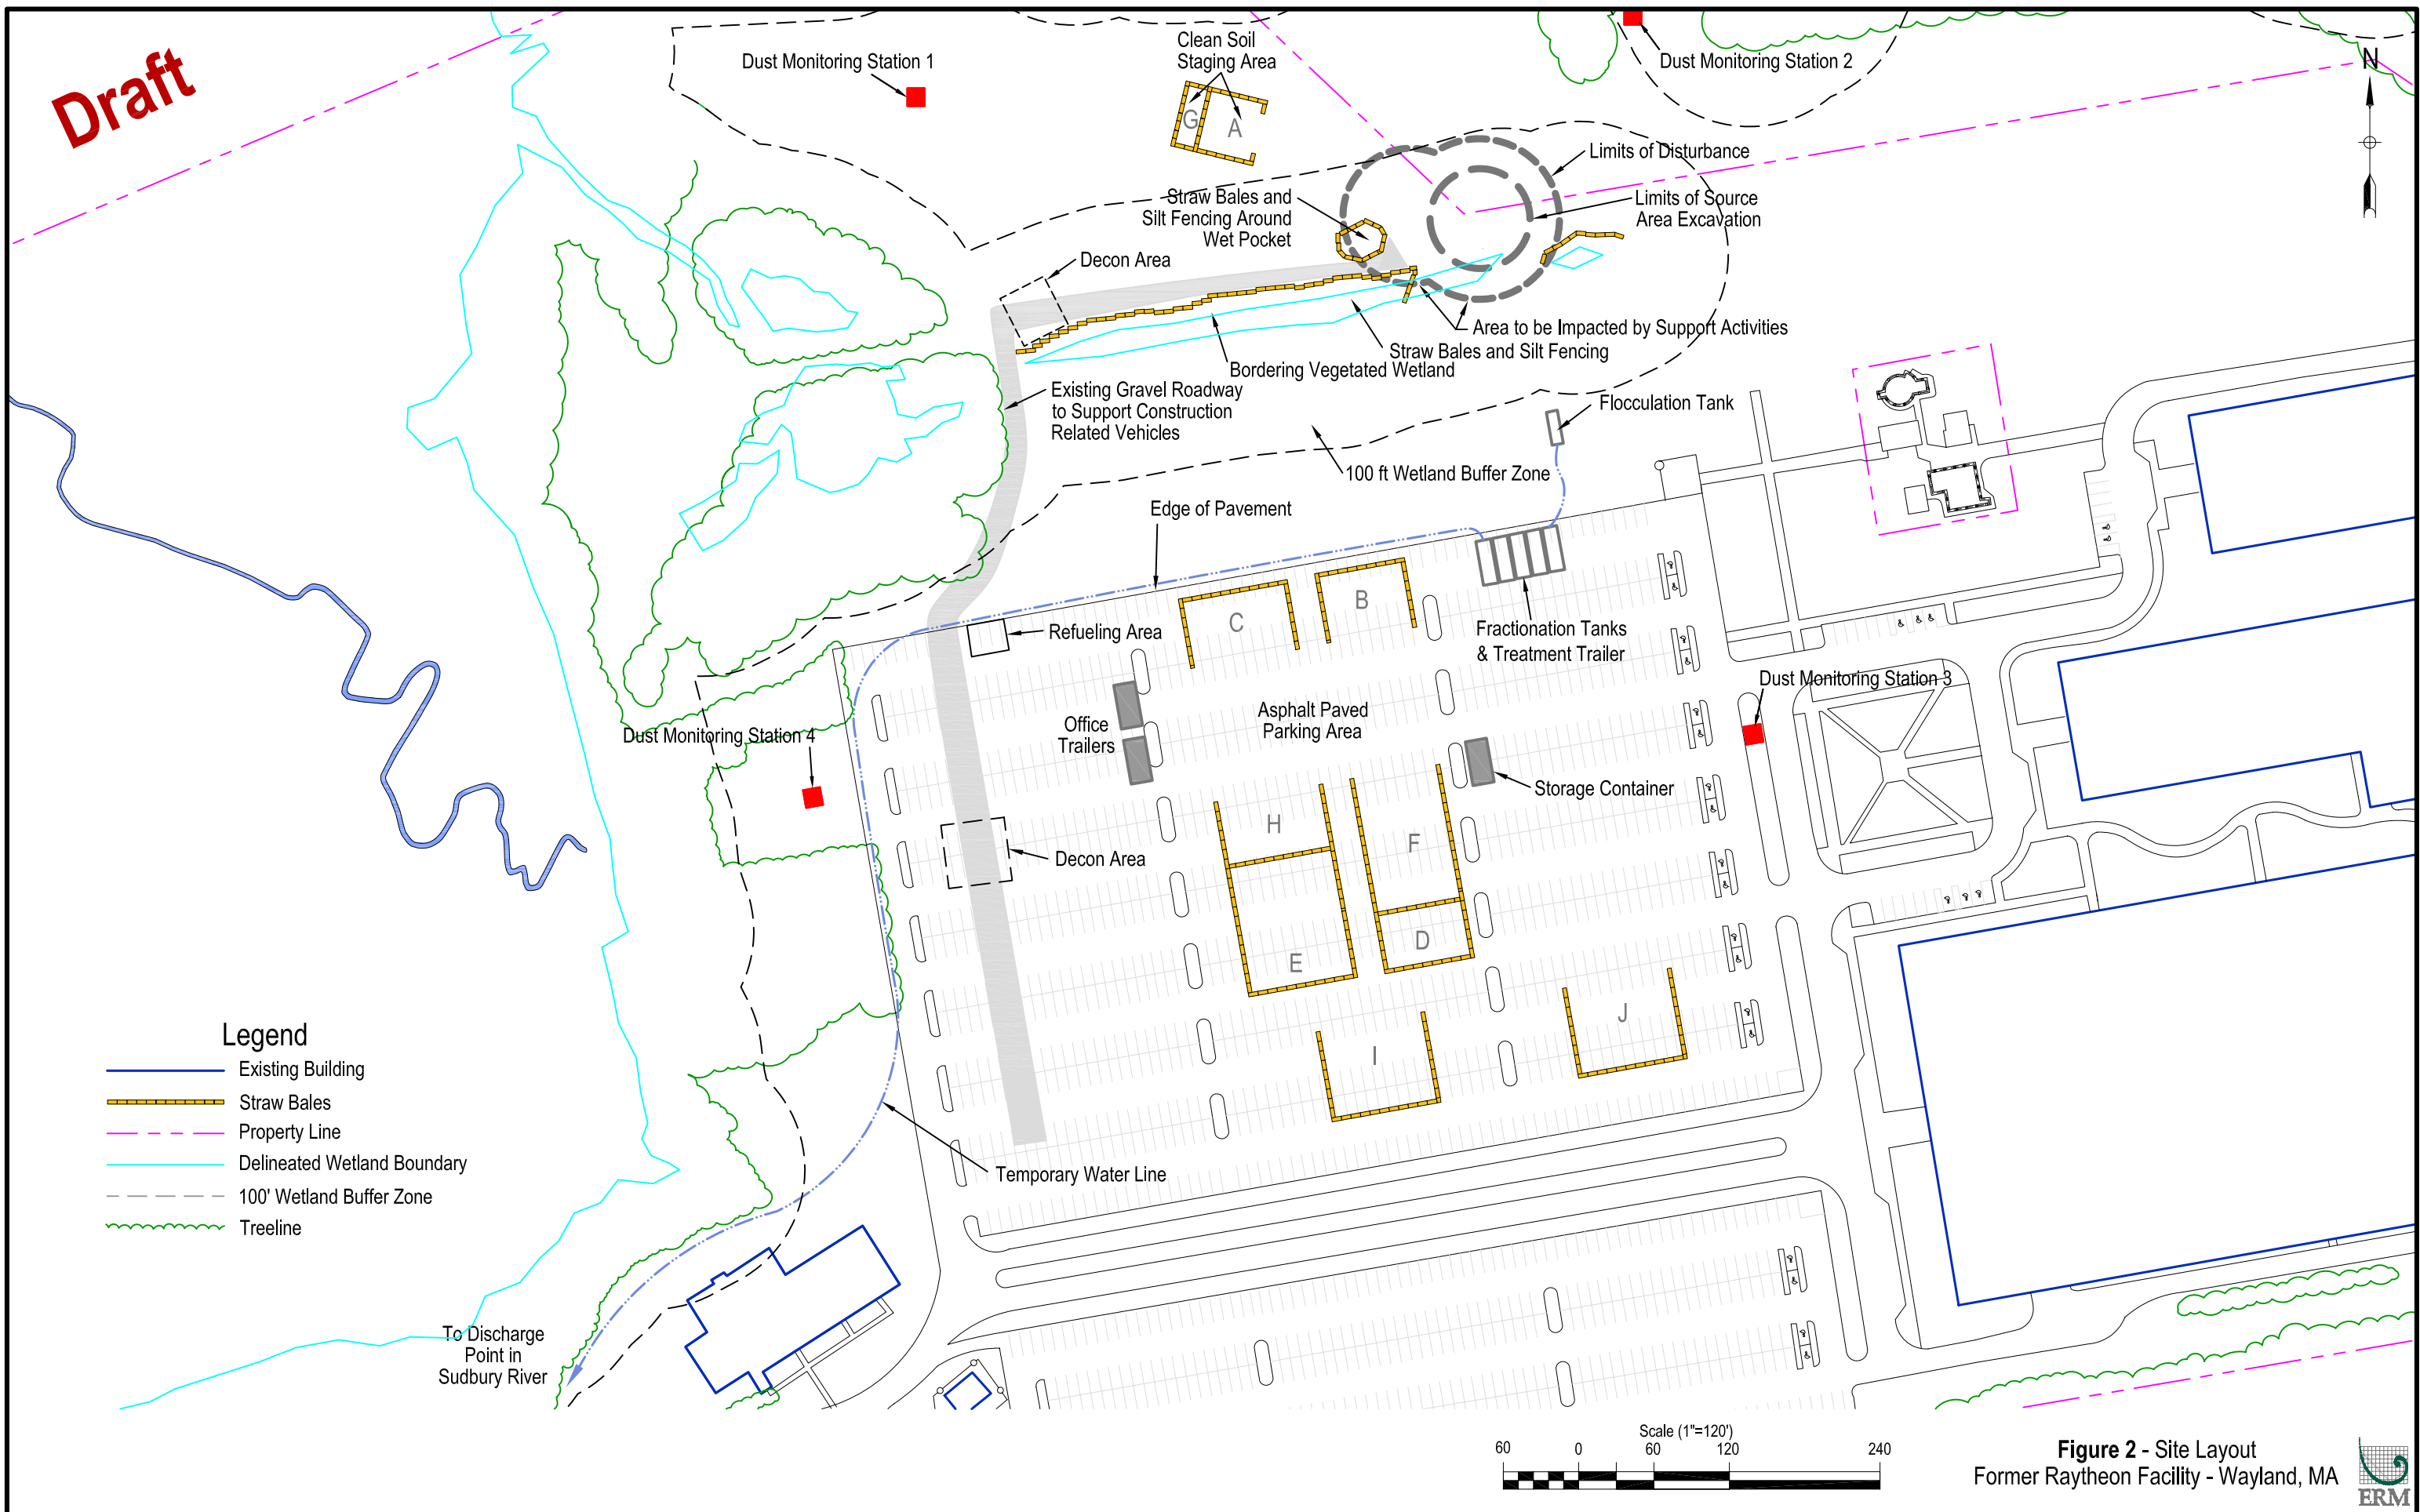 Draft
Dust Monitoring Station 1
Clean Soil
Staging Area
G
A
Dust Monitoring Station 2
N
Limits of Disturbance
Limits of Source
Area Excavation
Straw Bales and
Silt Fencing Around
Wet Pocket
Decon Area
Area to be Impacted by Support Activities
Straw Bales and Silt Fencing
Bordering Vegetated Wetland
Existing Gravel Roadway
to Support Construction
Related Vehicles
Flocculation Tank
100 ft Wetland Buffer Zone
Edge of Pavement
C
B
Refueling Area
Fractionation Tanks
& Treatment Trailer
Dust Monitoring Station 3
Office
Trailers
Asphalt Paved
Parking Area
Dust Monitoring Station 4
Storage Container
H
F
Decon Area
D
E
J
I
Temporary Water Line
Legend
Existing Building
Straw Bales
Property Line
Delineated Wetland Boundary
100' Wetland Buffer Zone
Treeline
To Discharge
Point in
Sudbury River
Scale (1"=120')
60 0 60 120 240
Figure 2 - Site Layout
Former Raytheon Facility - Wayland, MA
ERM